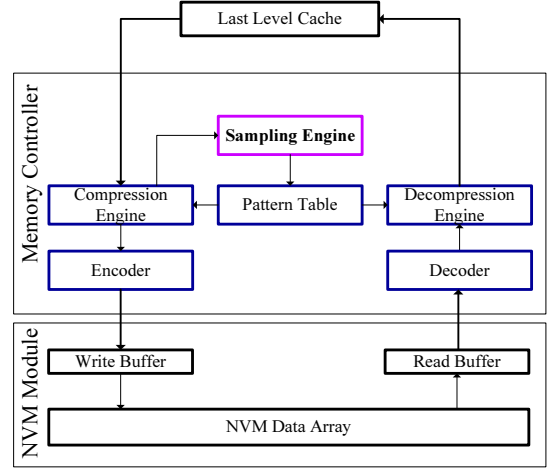 Last Level Cache
Memory Controller
Sampling Engine
Compression
Engine
Pattern Table
Decompression
Engine
Encoder
Decoder
NVM Module
Write Buffer
Read Buffer
NVM Data Array